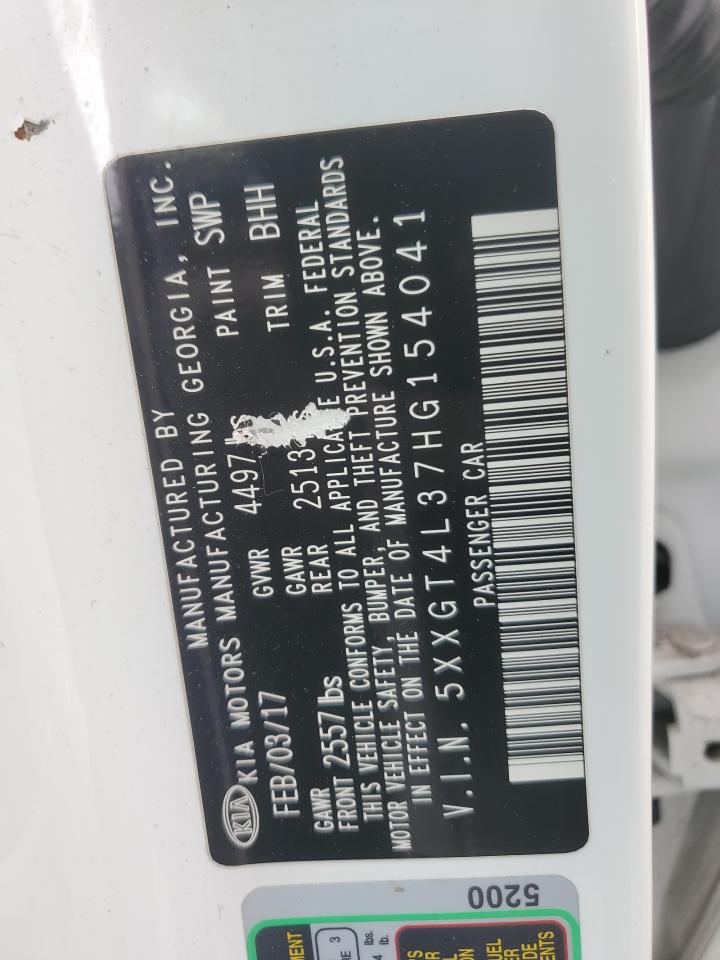 MANUFACTURED BY
KIA KIA MOTORS MANUFACTURING GEORGIA, INC.
FEB/03/17 GVWR 4497 PAINT SWP
GAWR FRONT 2557 lbs GAWR REAR 2513 TRIM BHH
THIS VEHICLE CONFORMS TO ALL APPLICA E U.S.A. FEDERAL
MOTOR VEHICLE SAFETY, BUMPER, AND THEFT PREVENTION STANDARDS
IN EFFECT ON THE DATE OF MANUFACTURE SHOWN ABOVE.
V.I.N. 5XXGT4L37HG154041
PASSENGER CAR
5200